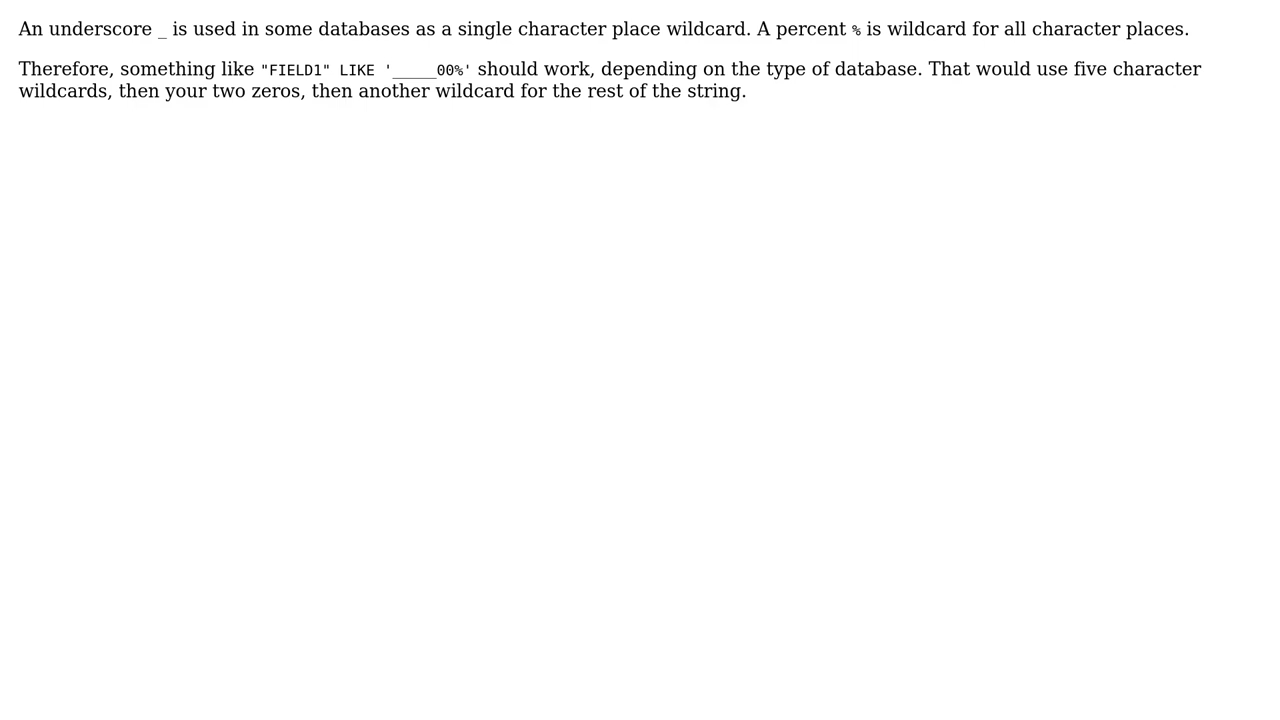 An underscore _ is used in some databases as a single character place wildcard. A percent % is wildcard for all character places.
Therefore, something like "FIELD1" LIKE '_____00%' should work, depending on the type of database. That would use five character
wildcards, then your two zeros, then another wildcard for the rest of the string.